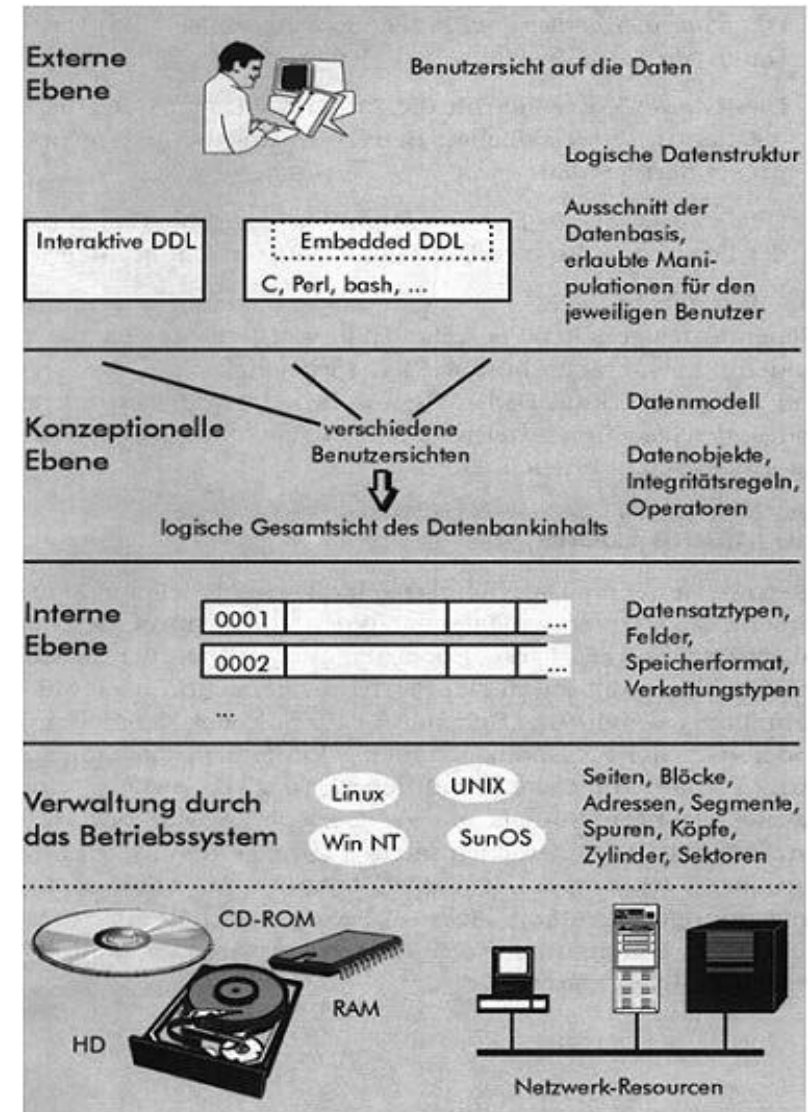 Externe
Ebene
Benutzersicht auf die Daten
Logische Datenstruktur
Interaktive DDL
Embedded DDL
C, Perl, bash, ...
Ausschnitt der
Datenbasis,
erlaubte Mani-
pulationen für den
jeweiligen Benutzer
Konzeptionelle
Ebene
verschiedene
Benutzersichten
logische Gesamtsicht des Datenbankinhalts
Datenmodell
Datenobjekte,
Integritätsregeln,
Operatoren
Interne
Ebene
0001
...
0002
...
...
Datensatztypen,
Felder,
Speicherformat,
Verkettungstypen
Verwaltung durch
das Betriebssystem
Linux
UNIX
Win NT
SunOS
Seiten, Blöcke,
Adressen, Segmente,
Spuren, Köpfe,
Zylinder, Sektoren
CD-ROM
RAM
HD
Netzwerk-Resourcen